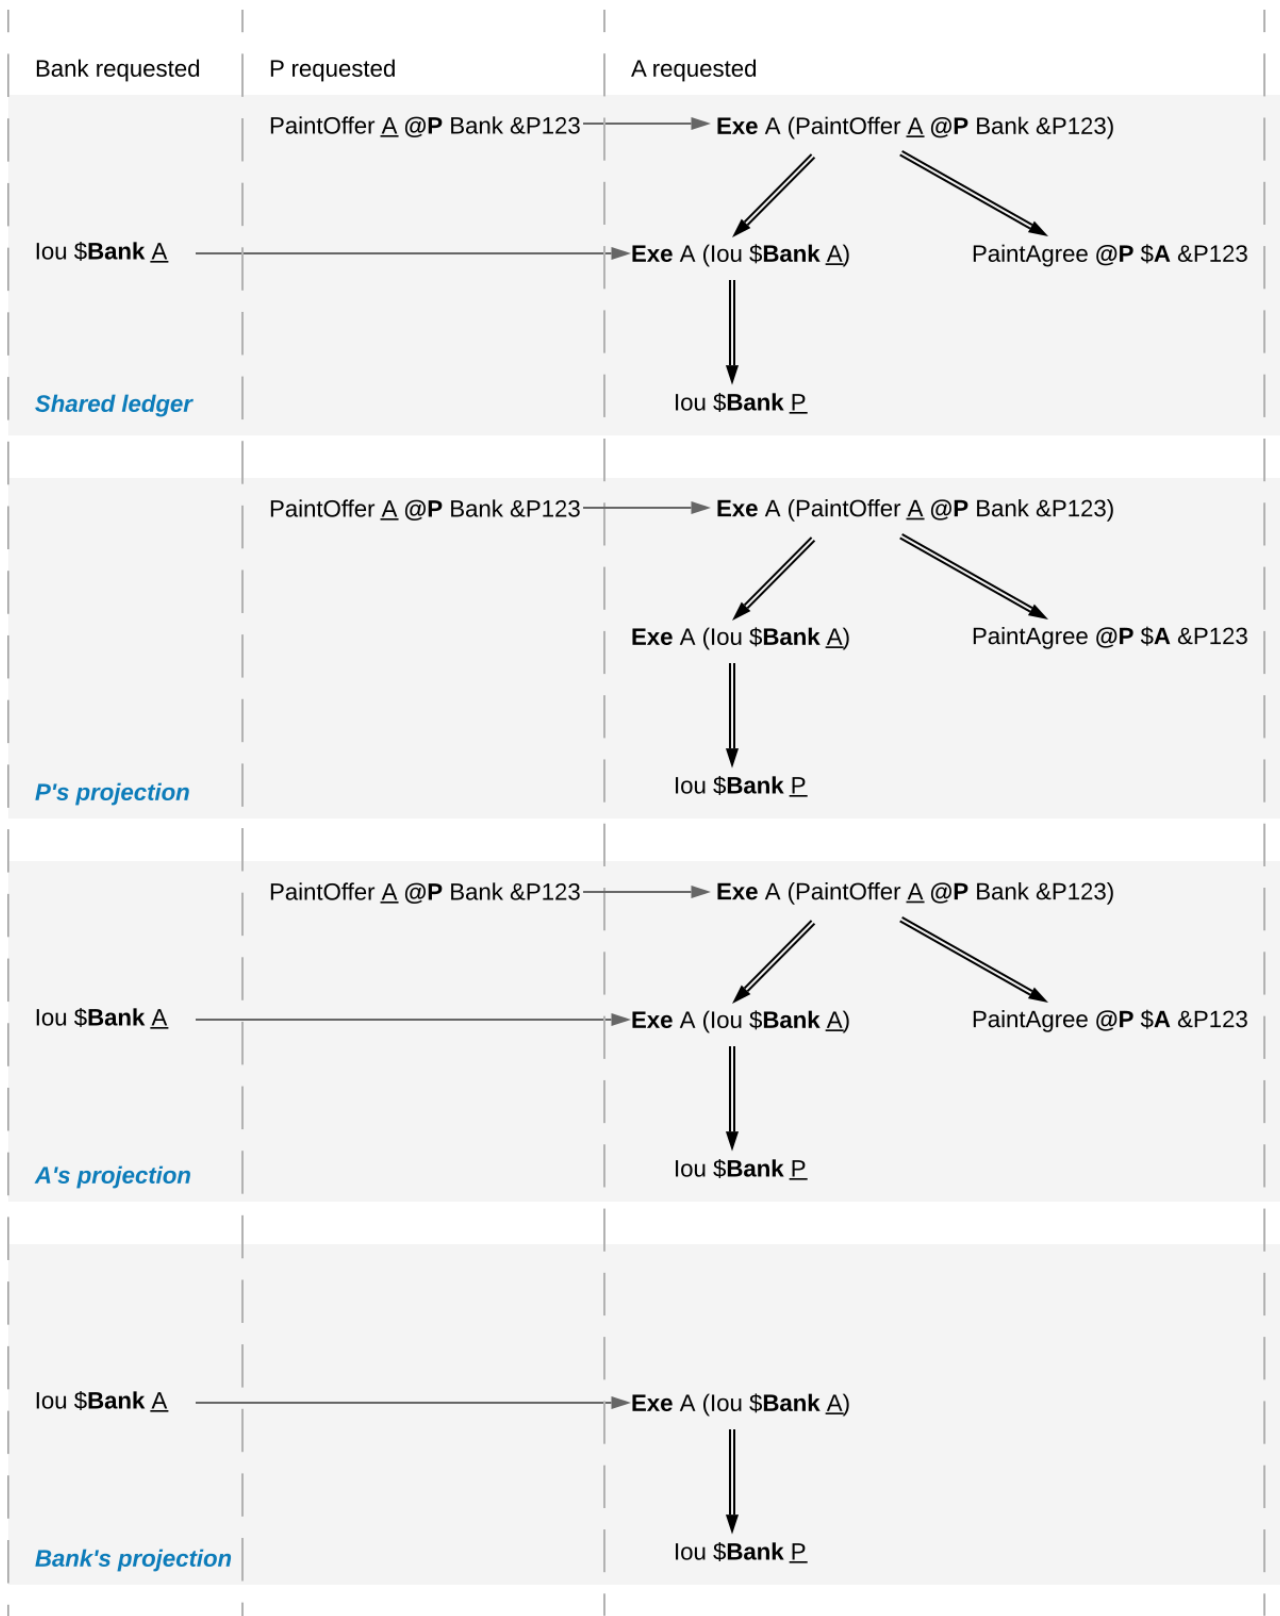 Bank requested P requested A requested
PaintOffer A @P Bank &P123 Exe A (PaintOffer A @P Bank &P123)
Iou $Bank A Exe A (Iou $Bank A) PaintAgree @P $A &P123
Shared ledger Iou $Bank P
PaintOffer A @P Bank &P123 Exe A (PaintOffer A @P Bank &P123)
Exe A (Iou $Bank A) PaintAgree @P $A &P123
P's projection Iou $Bank P
PaintOffer A @P Bank &P123 Exe A (PaintOffer A @P Bank &P123)
Iou $Bank A Exe A (Iou $Bank A) PaintAgree @P $A &P123
A's projection Iou $Bank P
Iou $Bank A Exe A (Iou $Bank A)
Bank's projection Iou $Bank P